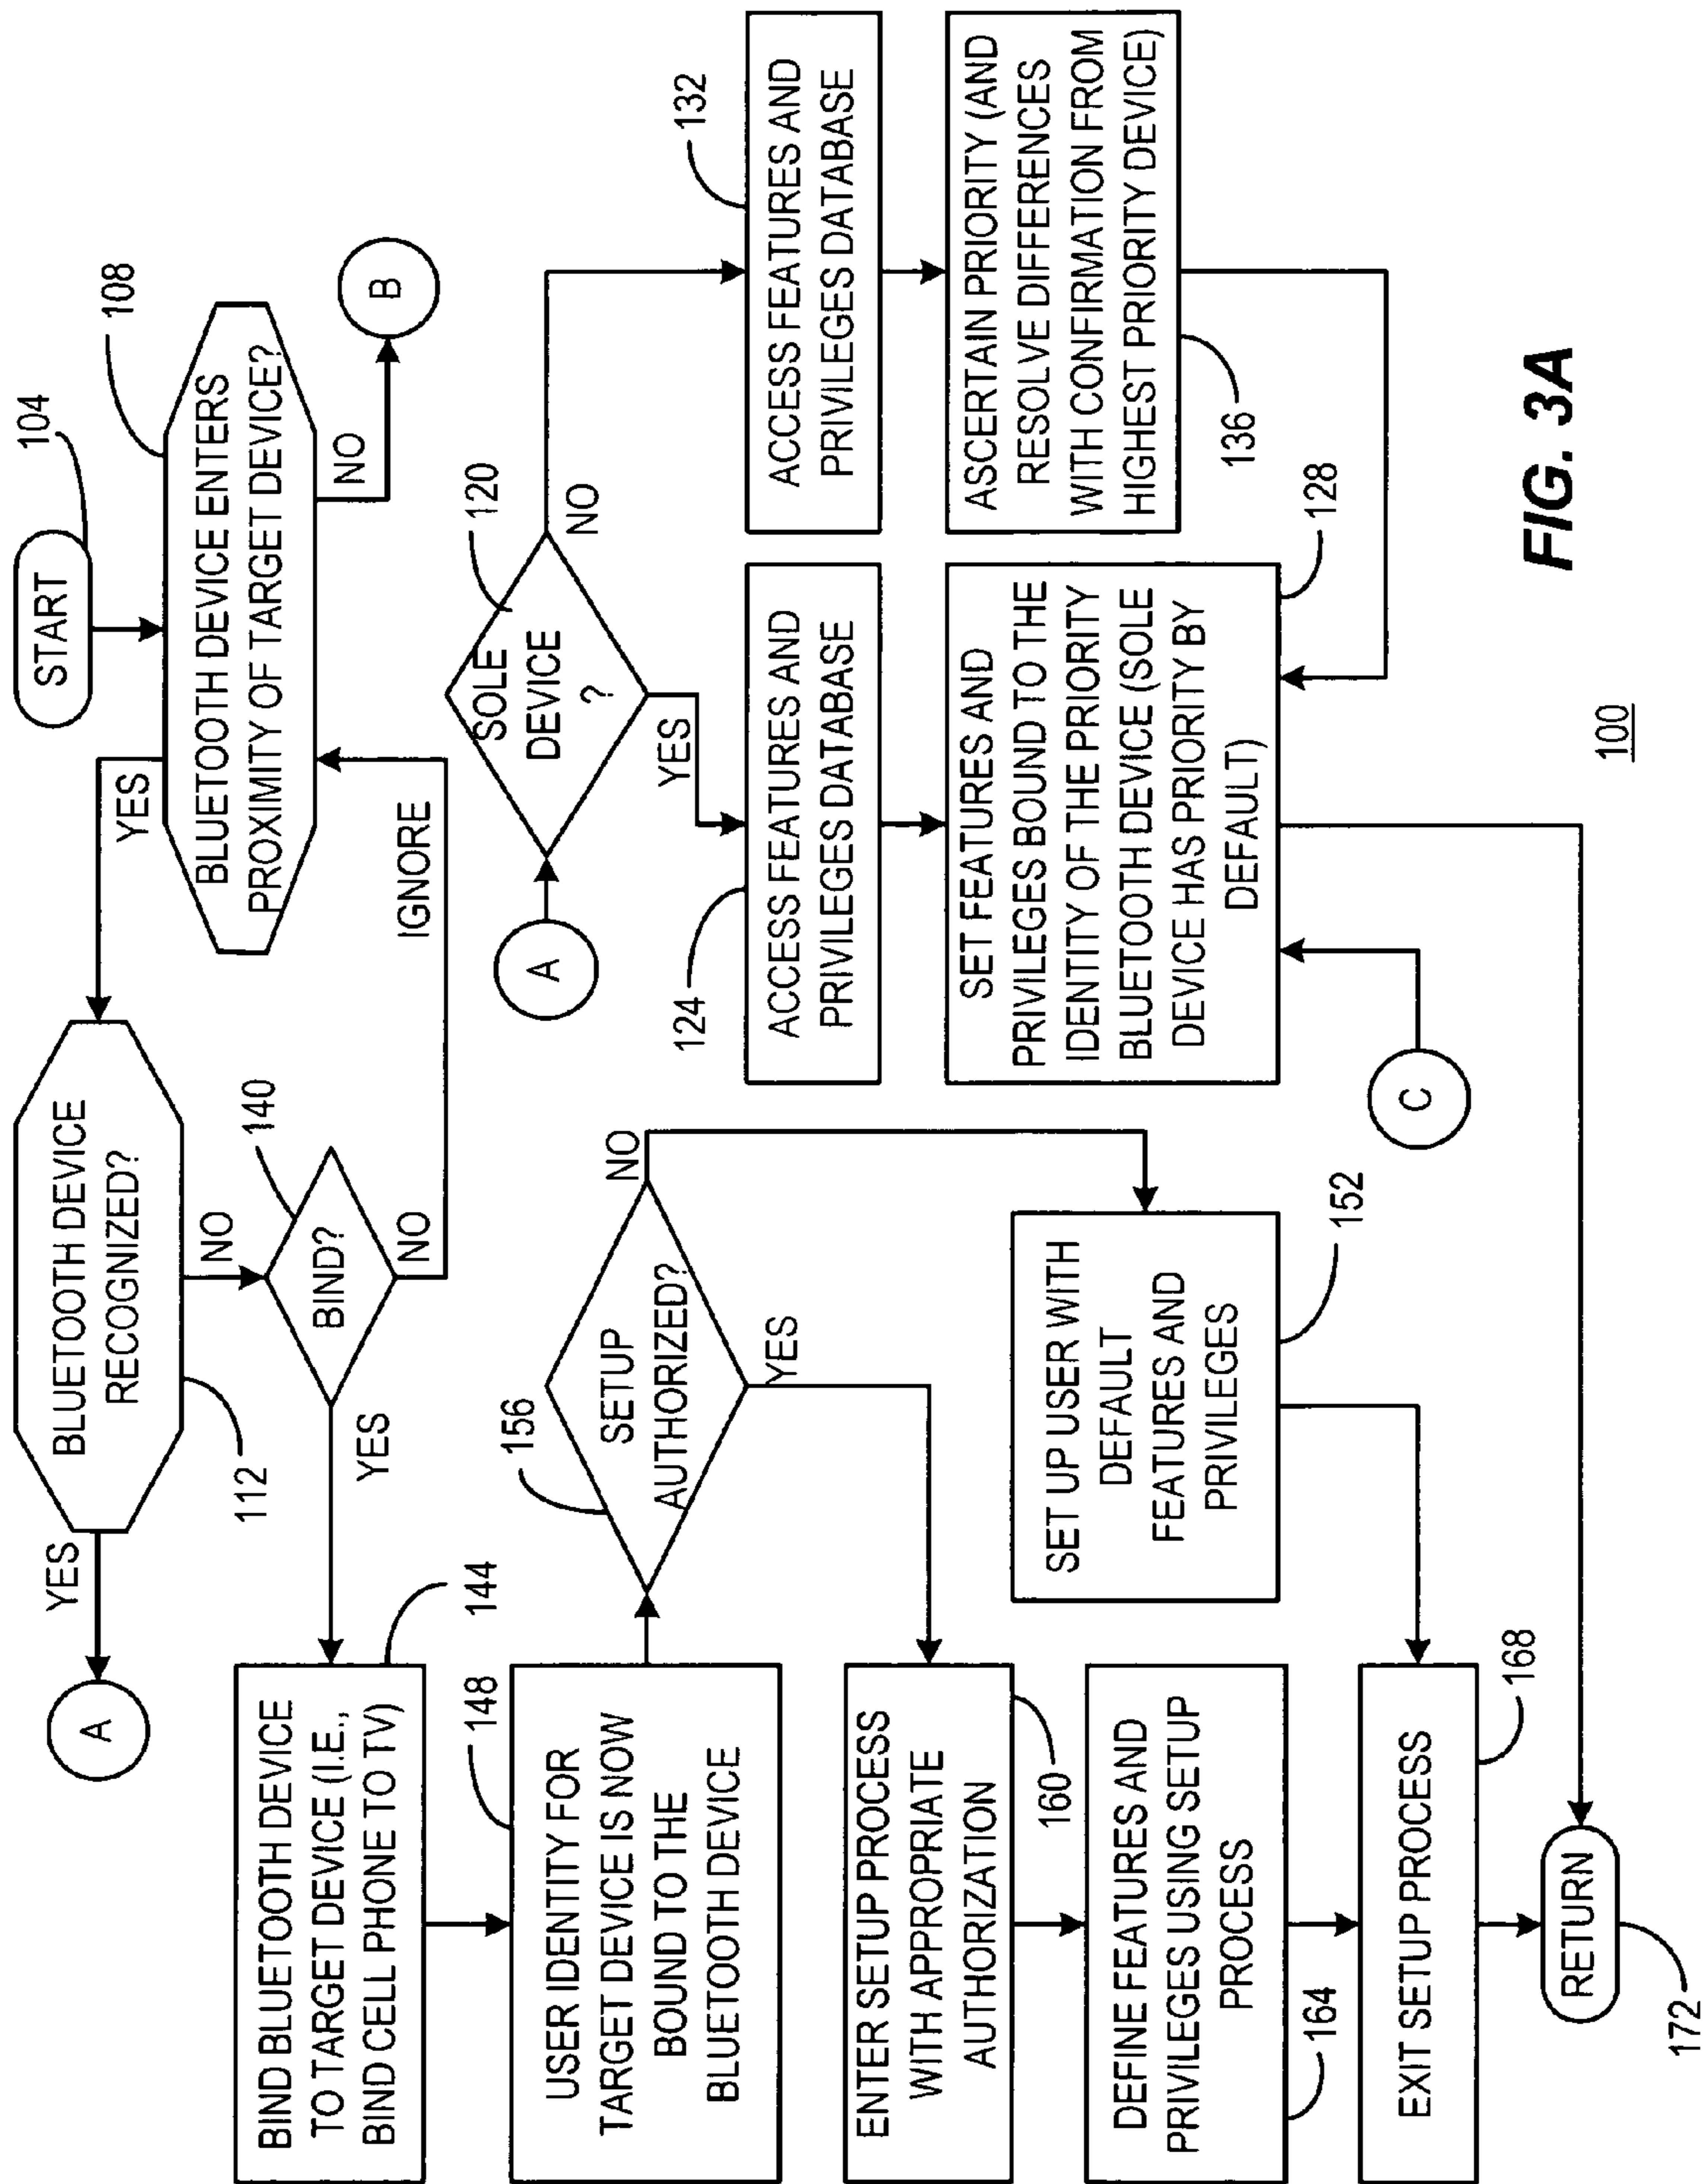 START
104
BLUETOOTH DEVICE ENTERS
PROXIMITY OF TARGET DEVICE?
108
YES
NO
B
IGNORE
BLUETOOTH DEVICE
RECOGNIZED?
112
YES
A
NO
BIND?
140
NO
YES
BIND BLUETOOTH DEVICE
TO TARGET DEVICE (I.E.,
BIND CELL PHONE TO TV)
144
USER IDENTITY FOR
TARGET DEVICE IS NOW
BOUND TO THE
BLUETOOTH DEVICE
148
SETUP
AUTHORIZED?
156
NO
YES
ENTER SETUP PROCESS
WITH APPROPRIATE
AUTHORIZATION
160
DEFINE FEATURES AND
PRIVILEGES USING SETUP
PROCESS
164
SET UP USER WITH
DEFAULT
FEATURES AND
PRIVILEGES
152
EXIT SETUP PROCESS
168
RETURN
172
A
SOLE
DEVICE
?
120
NO
YES
ACCESS FEATURES AND
PRIVILEGES DATABASE
124
ACCESS FEATURES AND
PRIVILEGES DATABASE
132
SET FEATURES AND
PRIVILEGES BOUND TO THE
IDENTITY OF THE PRIORITY
BLUETOOTH DEVICE (SOLE
DEVICE HAS PRIORITY BY
DEFAULT)
128
ASCERTAIN PRIORITY (AND
RESOLVE DIFFERENCES
WITH CONFIRMATION FROM
HIGHEST PRIORITY DEVICE)
136
C
100
FIG. 3A